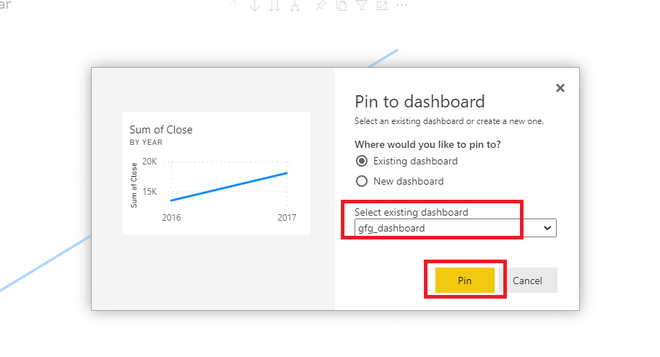 ar
Pin to dashboard
Select an existing dashboard or create a new one.
Where would you like to pin to?
Existing dashboard
New dashboard
Select existing dashboard
gfg_dashboard
Pin
Cancel
Sum of Close
BY YEAR
Sum of Close
20K
15K
2016
2017